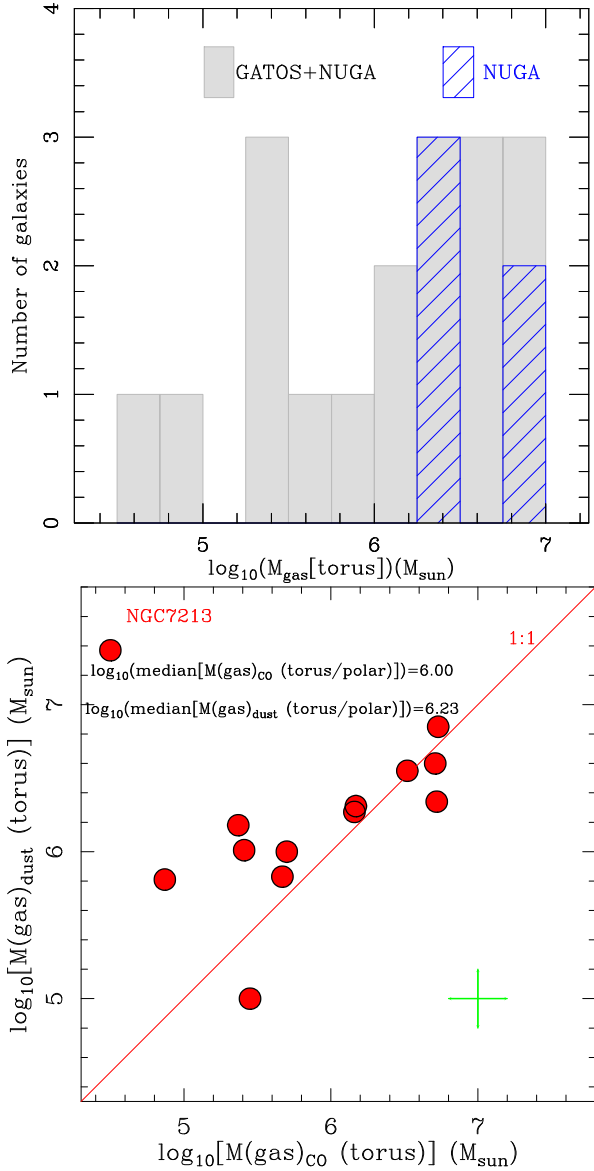 4
GATOS+NUGA NUGA
3
Number of galaxies
2
1
0
5 6 7
log10(Mgas[torus])(Msun)
NGC7213
1:1
log10(median[M(gas)CO (torus/polar)])=6.00
log10(median[M(gas)dust (torus/polar)])=6.23
7
log10[M(gas)dust (torus)] (Msun)
6
5
5 6 7
log10[M(gas)CO (torus)] (Msun)